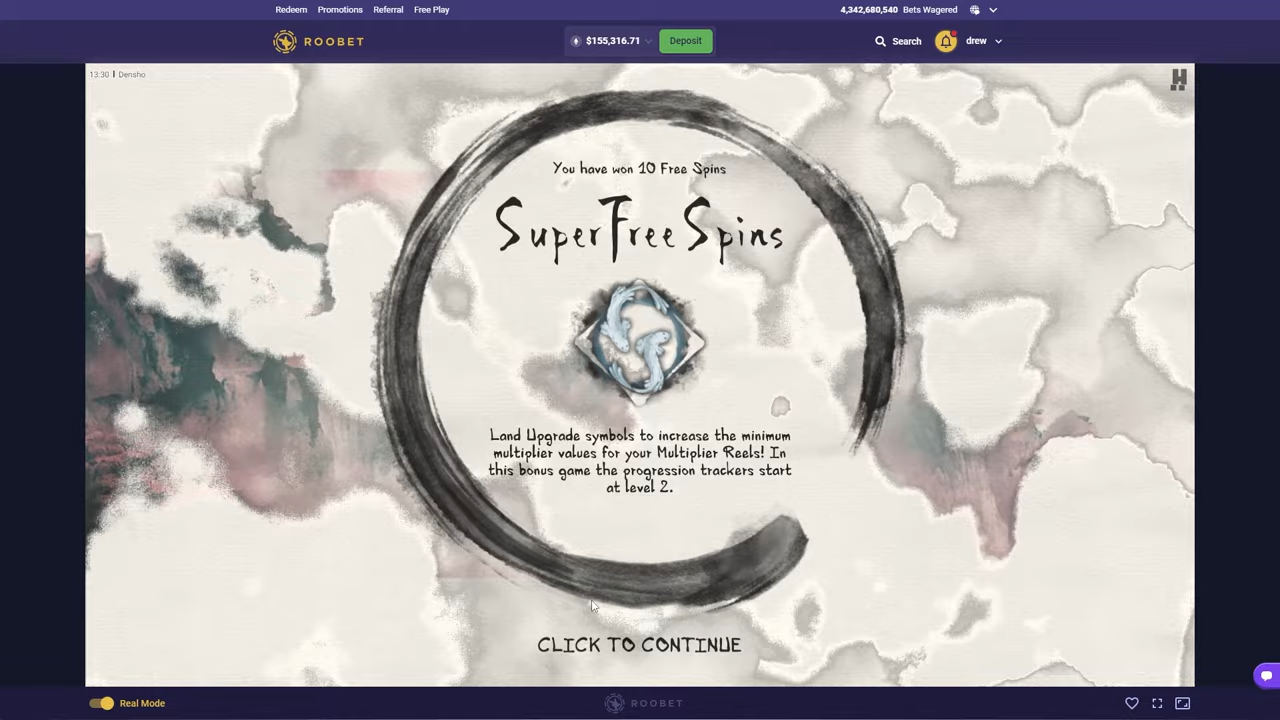 Redeem Promotions Referral Free Play 4,342,680,540 Bets Wagered
ROOBET $155,316.71 Deposit Search drew
13:30 | Densho
You have won 10 Free Spins
Super Free Spins
Land Upgrade symbols to increase the minimum
multiplier values for your Multiplier Reels! In
this bonus game the progression trackers start
at level 2.
CLICK TO CONTINUE
Real Mode ROOBET